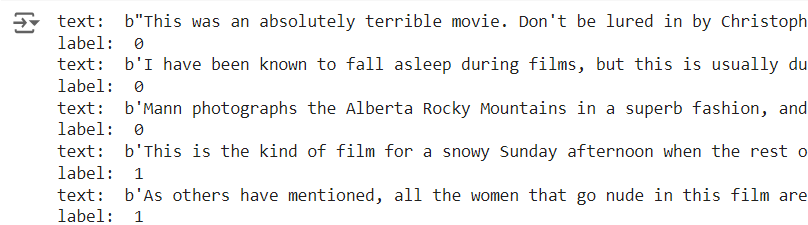 text:  b"This was an absolutely terrible movie. Don't be lured in by Christoph
label:  0
text:  b'I have been known to fall asleep during films, but this is usually du
label:  0
text:  b'Mann photographs the Alberta Rocky Mountains in a superb fashion, and
label:  0
text:  b'This is the kind of film for a snowy Sunday afternoon when the rest o
label:  1
text:  b'As others have mentioned, all the women that go nude in this film are
label:  1